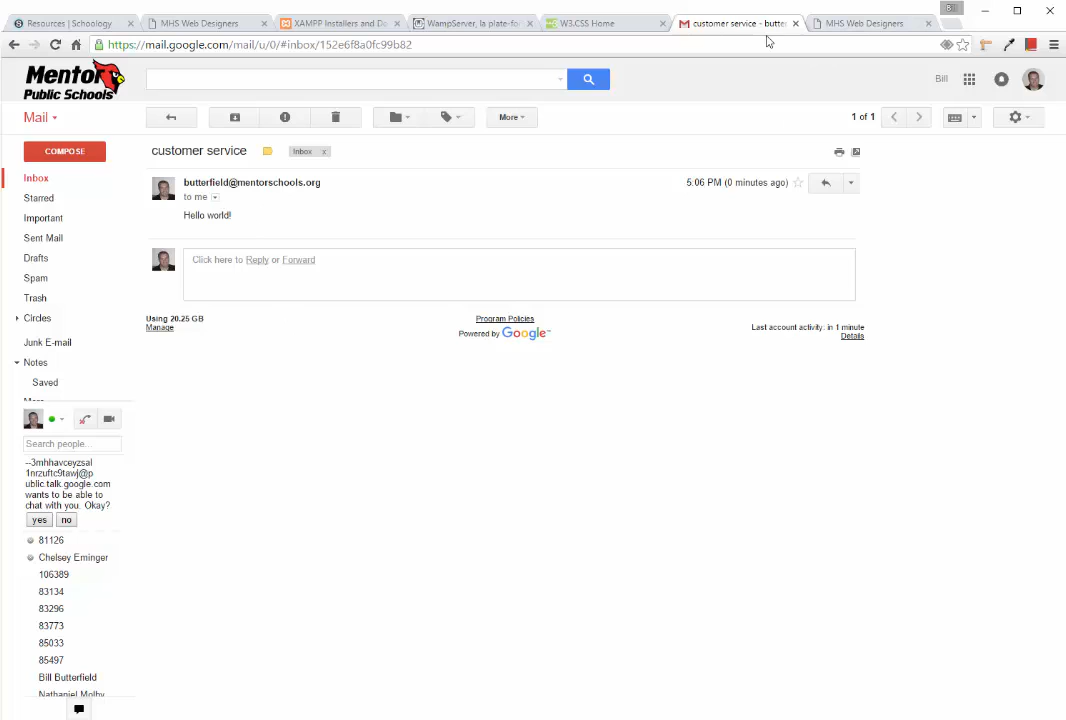 Resources | Schoology
MHS Web Designers
XAMPP Installers and Do
WampServer, la plate-for
W3.CSS Home
customer service - butter
MHS Web Designers
Bill
https://mail.google.com/mail/u/0/#inbox/152e6f8a0fc99b82
Mentor
Public Schools
Bill
Mail
More
1 of 1
COMPOSE
customer service
Inbox x
Inbox
butterfield@mentorschools.org
5:06 PM (0 minutes ago)
Starred
to me
Important
Hello world!
Sent Mail
Drafts
Click here to Reply or Forward
Spam
Trash
Circles
Using 20.25 GB
Manage
Program Policies
Powered by Google™
Last account activity: in 1 minute
Details
Junk E-mail
Notes
Saved
Search people...
--3mhhavceyzsal
1nrzuftc9tawj@p
ublic.talk.google.com
wants to be able to
chat with you. Okay?
yes no
81126
Chelsey Eminger
106389
83134
83296
83773
85033
85497
Bill Butterfield
Nathaniel Molby